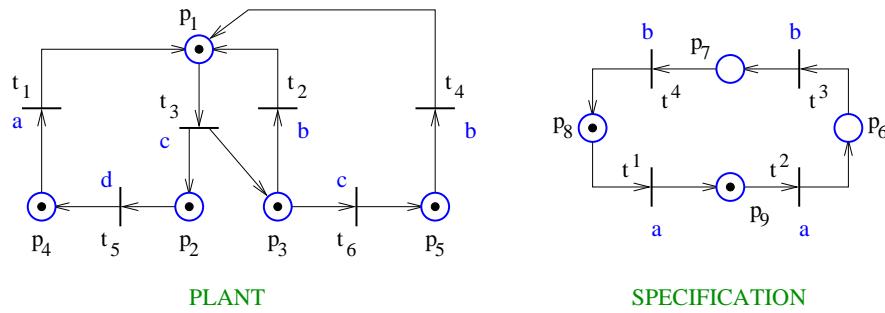 p1
b p7 b
t1 t3 t2 t4
t4 t3
a c b b
p8 p6
t1 t2
d c
p4 t5 p2 p3 t6 p5
a p9 a
PLANT SPECIFICATION